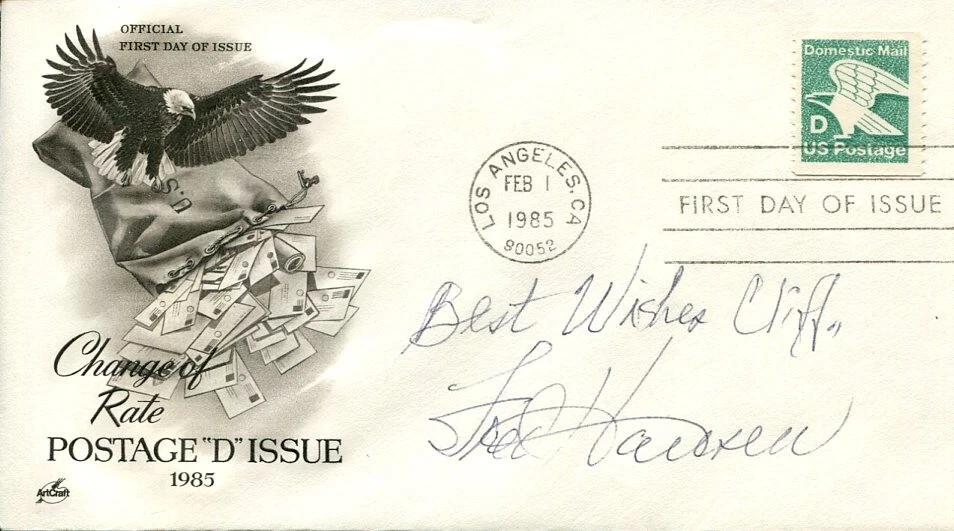 OFFICIAL
FIRST DAY OF ISSUE
Domestic Mail
D
US Postage
LOS ANGELES, CA
FEB 1
1985
90052
FIRST DAY OF ISSUE
Best Wishes Cliff,
Change of
Rate
POSTAGE "D" ISSUE
1985
ArtCraft